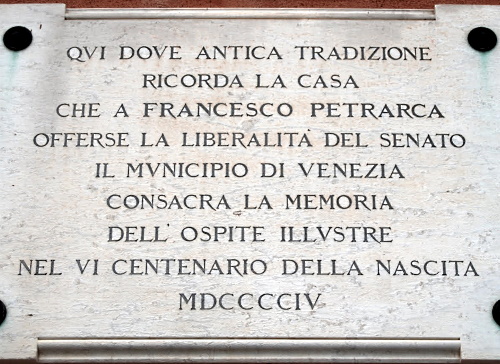 QVI DOVE ANTICA TRADIZIONE
RICORDA LA CASA
CHE A FRANCESCO PETRARCA
OFFERSE LA LIBERALITÀ DEL SENATO
IL MVNICIPIO DI VENEZIA
CONSACRA LA MEMORIA
DELL' OSPITE ILLVSTRE
NEL VI CENTENARIO DELLA NASCITA
MDCCCCIV